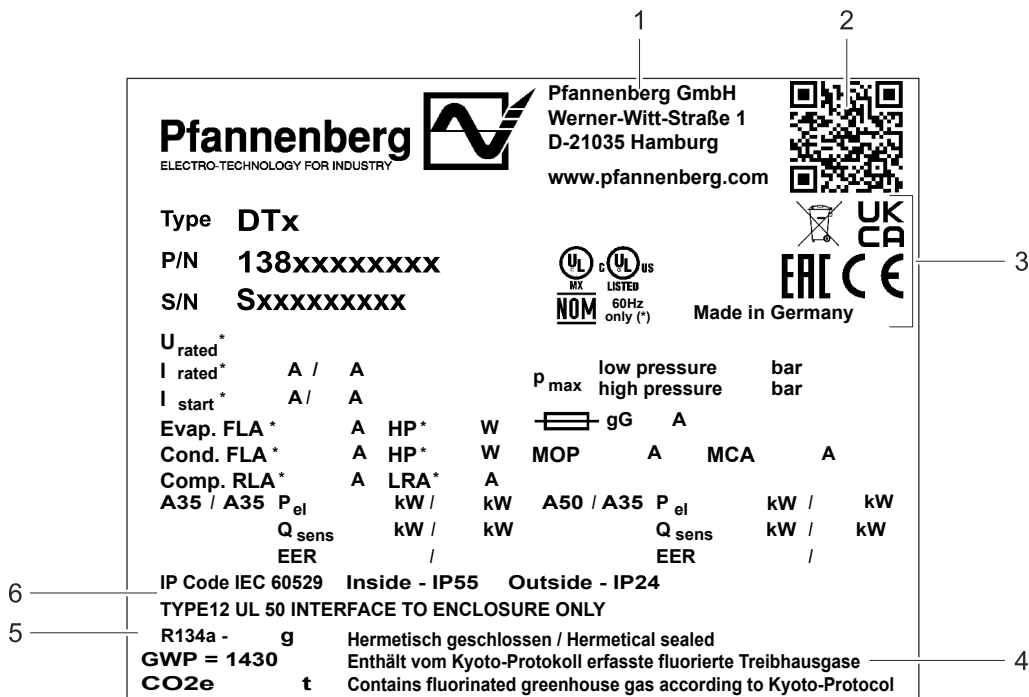 1 2
Pfannenberg
ELECTRO-TECHNOLOGY FOR INDUSTRY
Pfannenberg GmbH
Werner-Witt-Straße 1
D-21035 Hamburg
www.pfannenberg.com
Type DTx
P/N 138xxxxxxxx
S/N Sxxxxxxxxx
UL MX C UL US LISTED
NOM 60Hz only (*)
UK CA
EAC CE
3
Made in Germany
U rated *
I rated * A / A
I start * A / A
p max low pressure bar
high pressure bar
gG A
Evap. FLA * A HP * W
Cond. FLA * A HP * W MOP A MCA A
Comp. RLA * A LRA * A
A35 / A35 P el kW / kW A50 / A35 P el kW / kW
Q sens kW / kW Q sens kW / kW
EER / EER /
IP Code IEC 60529 Inside - IP55 Outside - IP24
6
TYPE12 UL 50 INTERFACE TO ENCLOSURE ONLY
5
R134a - g Hermetisch geschlossen / Hermetical sealed
GWP = 1430 Enthält vom Kyoto-Protokoll erfasste fluorierte Treibhausgase 4
CO2e t Contains fluorinated greenhouse gas according to Kyoto-Protocol